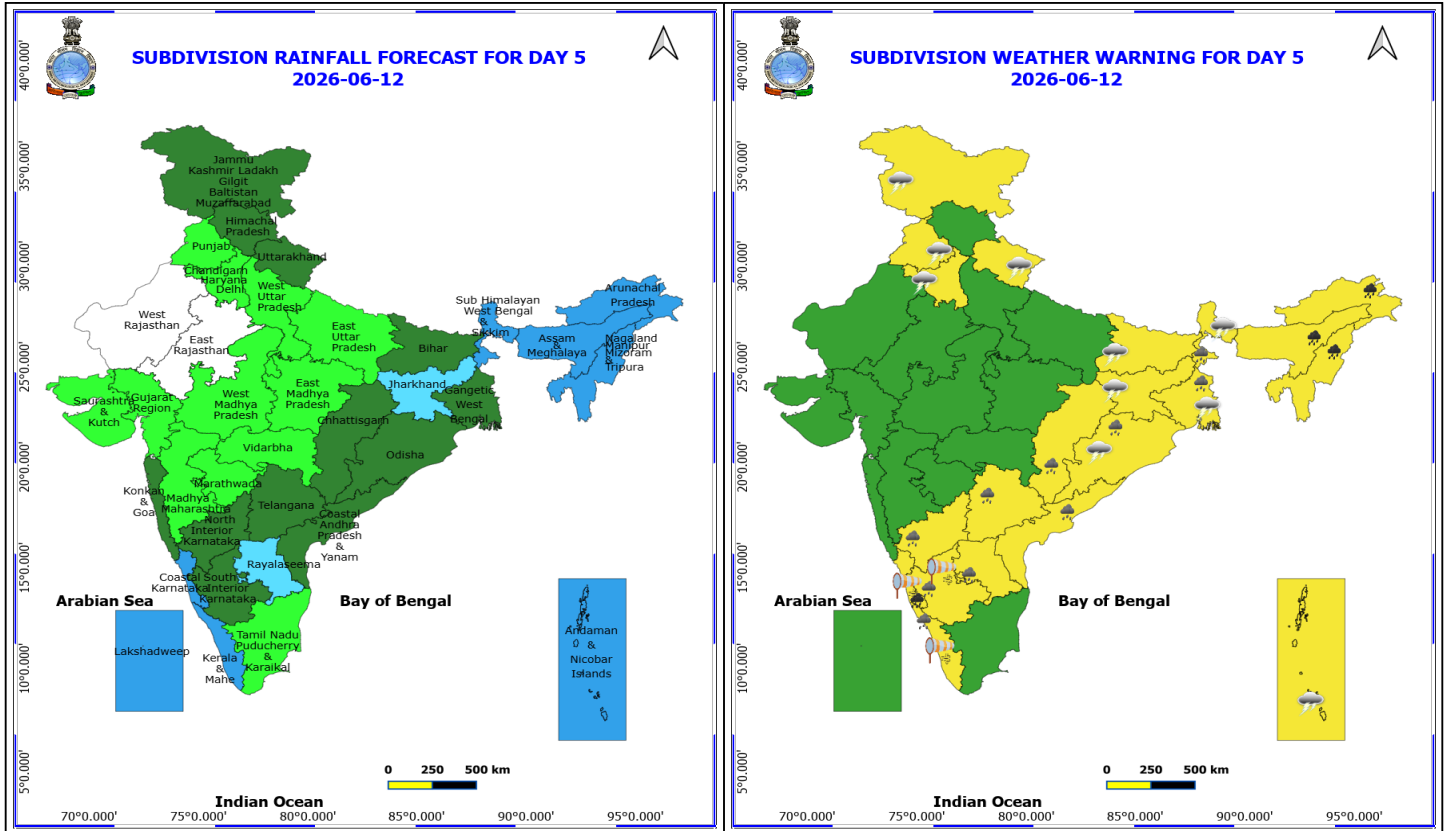 SUBDIVISION RAINFALL FORECAST FOR DAY 5
2026-06-12
40°0.000'
35°0.000'
30°0.000'
25°0.000'
20°0.000'
15°0.000'
10°0.000'
5°0.000'
Jammu
Kashmir Ladakh
Gilgit
Baltistan
Muzaffarabad
Himachal
Pradesh
Punjab
Uttarakhand
Chandigarh
Haryana
Delhi
West
Uttar
Pradesh
West
Rajasthan
East
Rajasthan
East
Uttar
Pradesh
Bihar
Sub Himalayan
West Bengal
&
Sikkim
Arunachal
Pradesh
Assam
&
Meghalaya
Nagaland
Manipur
Mizoram
&
Tripura
Jharkhand
Gangetic
West
Bengal
Saurashtra
&
Kutch
Gujarat
Region
West
Madhya
Pradesh
East
Madhya
Pradesh
Chhattisgarh
Odisha
Vidarbha
Marathwada
Madhya
Maharashtra
Konkan
&
Goa
Telangana
North
Interior
Karnataka
Coastal
Andhra
Pradesh
&
Yanam
Rayalaseema
Coastal
Karnataka
South
Interior
Karnataka
Arabian Sea
Bay of Bengal
Lakshadweep
Kerala
&
Mahe
Tamil Nadu
Puducherry
&
Karaikal
Andaman
&
Nicobar
Islands
0 250 500 km
Indian Ocean
70°0.000' 75°0.000' 80°0.000' 85°0.000' 90°0.000' 95°0.000'
SUBDIVISION WEATHER WARNING FOR DAY 5
2026-06-12
40°0.000'
35°0.000'
30°0.000'
25°0.000'
20°0.000'
15°0.000'
10°0.000'
5°0.000'
Arabian Sea
Bay of Bengal
0 250 500 km
Indian Ocean
70°0.000' 75°0.000' 80°0.000' 85°0.000' 90°0.000' 95°0.000'